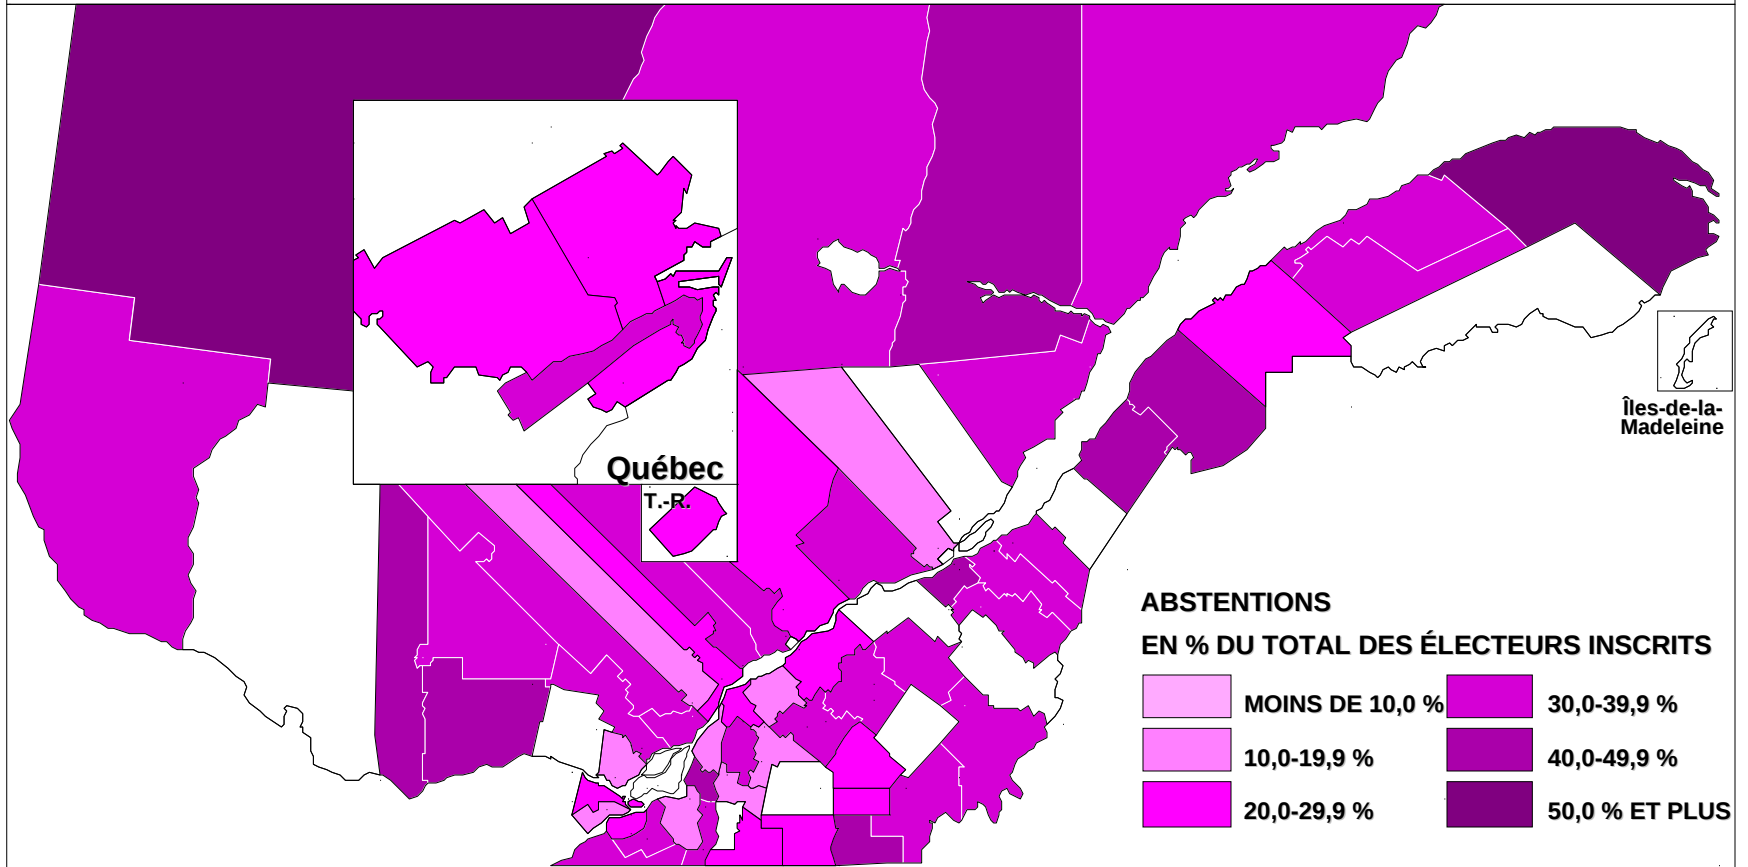 Québec
T.-R.
Îles-de-la-
Madeleine
ABSTENTIONS
EN % DU TOTAL DES ÉLECTEURS INSCRITS
MOINS DE 10,0 %
10,0-19,9 %
20,0-29,9 %
30,0-39,9 %
40,0-49,9 %
50,0 % ET PLUS